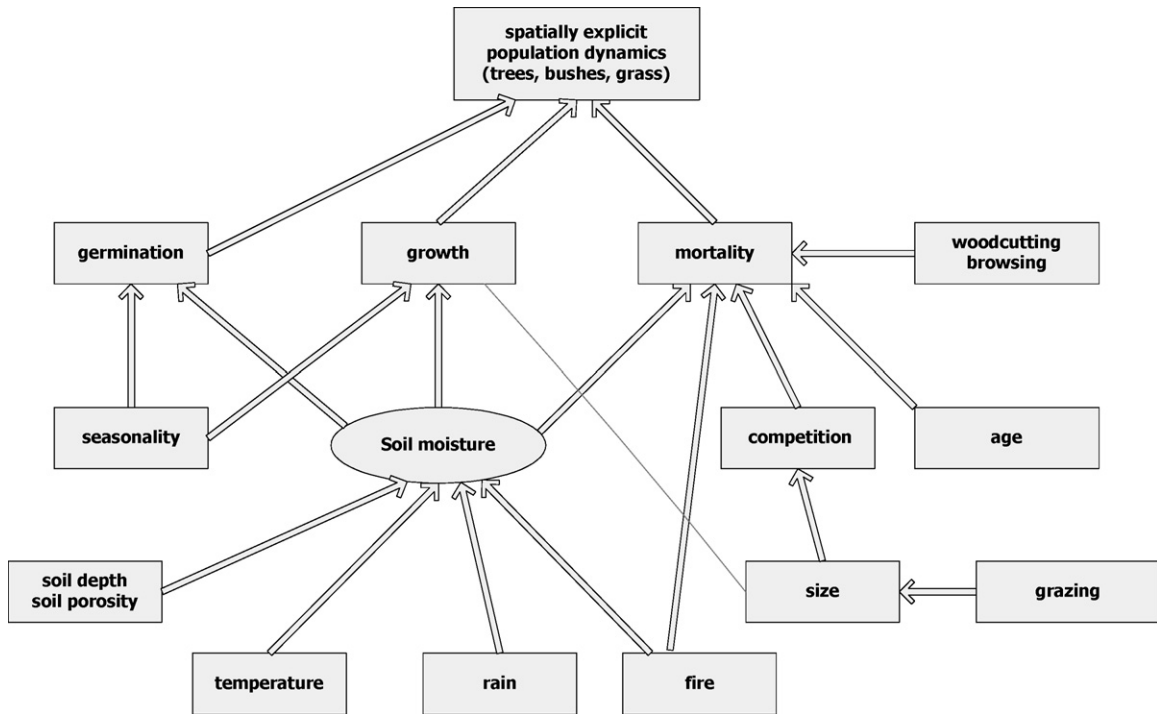 spatially explicit
population dynamics
(trees, bushes, grass)
germination
growth
mortality
woodcutting
browsing
seasonality
Soil moisture
competition
age
soil depth
soil porosity
size
grazing
temperature
rain
fire